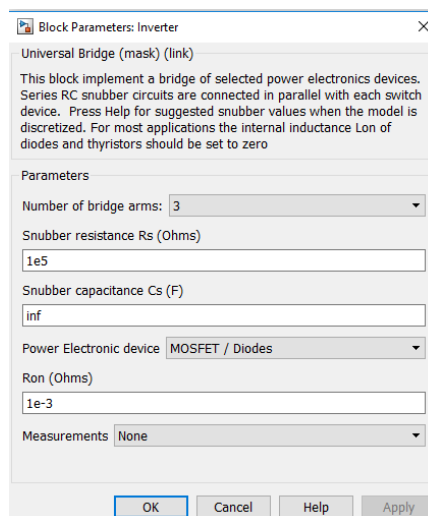 Block Parameters: Inverter
Universal Bridge (mask) (link)
This block implement a bridge of selected power electronics devices.
Series RC snubber circuits are connected in parallel with each switch
device.  Press Help for suggested snubber values when the model is
discretized. For most applications the internal inductance Lon of
diodes and thyristors should be set to zero
Parameters
Number of bridge arms: 3
Snubber resistance Rs (Ohms)
1e5
Snubber capacitance Cs (F)
inf
Power Electronic device MOSFET / Diodes
Ron (Ohms)
1e-3
Measurements None
OK Cancel Help Apply